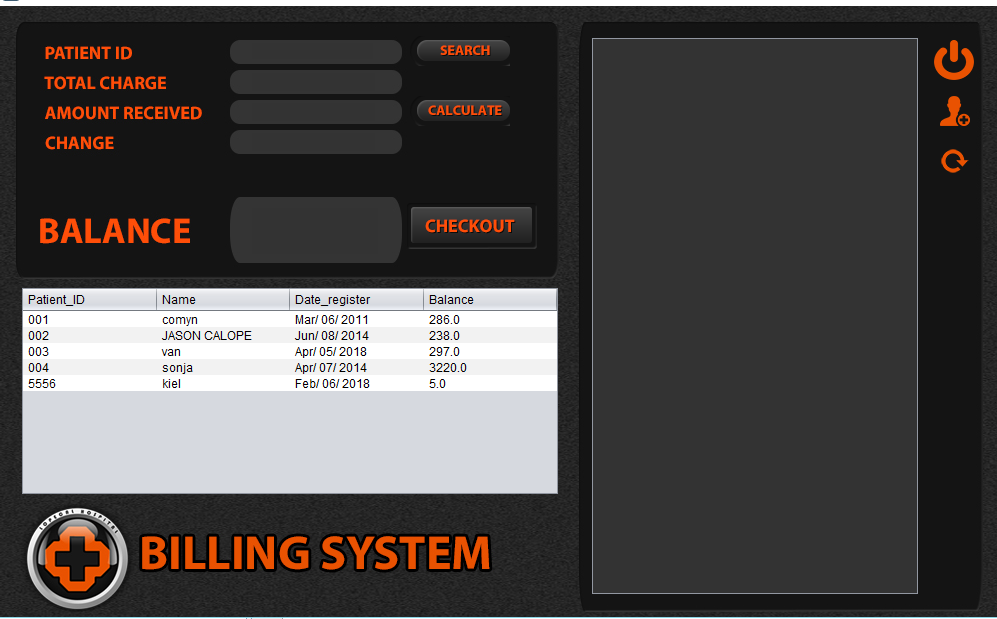 PATIENT ID
SEARCH
TOTAL CHARGE
AMOUNT RECEIVED
CALCULATE
CHANGE
BALANCE
CHECKOUT
Patient_ID Name Date_register Balance
001 comyn Mar/ 06/ 2011 286.0
002 JASON CALOPE Jun/ 08/ 2014 238.0
003 van Apr/ 05/ 2018 297.0
004 sonja Apr/ 07/ 2014 3220.0
5556 kiel Feb/ 06/ 2018 5.0
BILLING SYSTEM